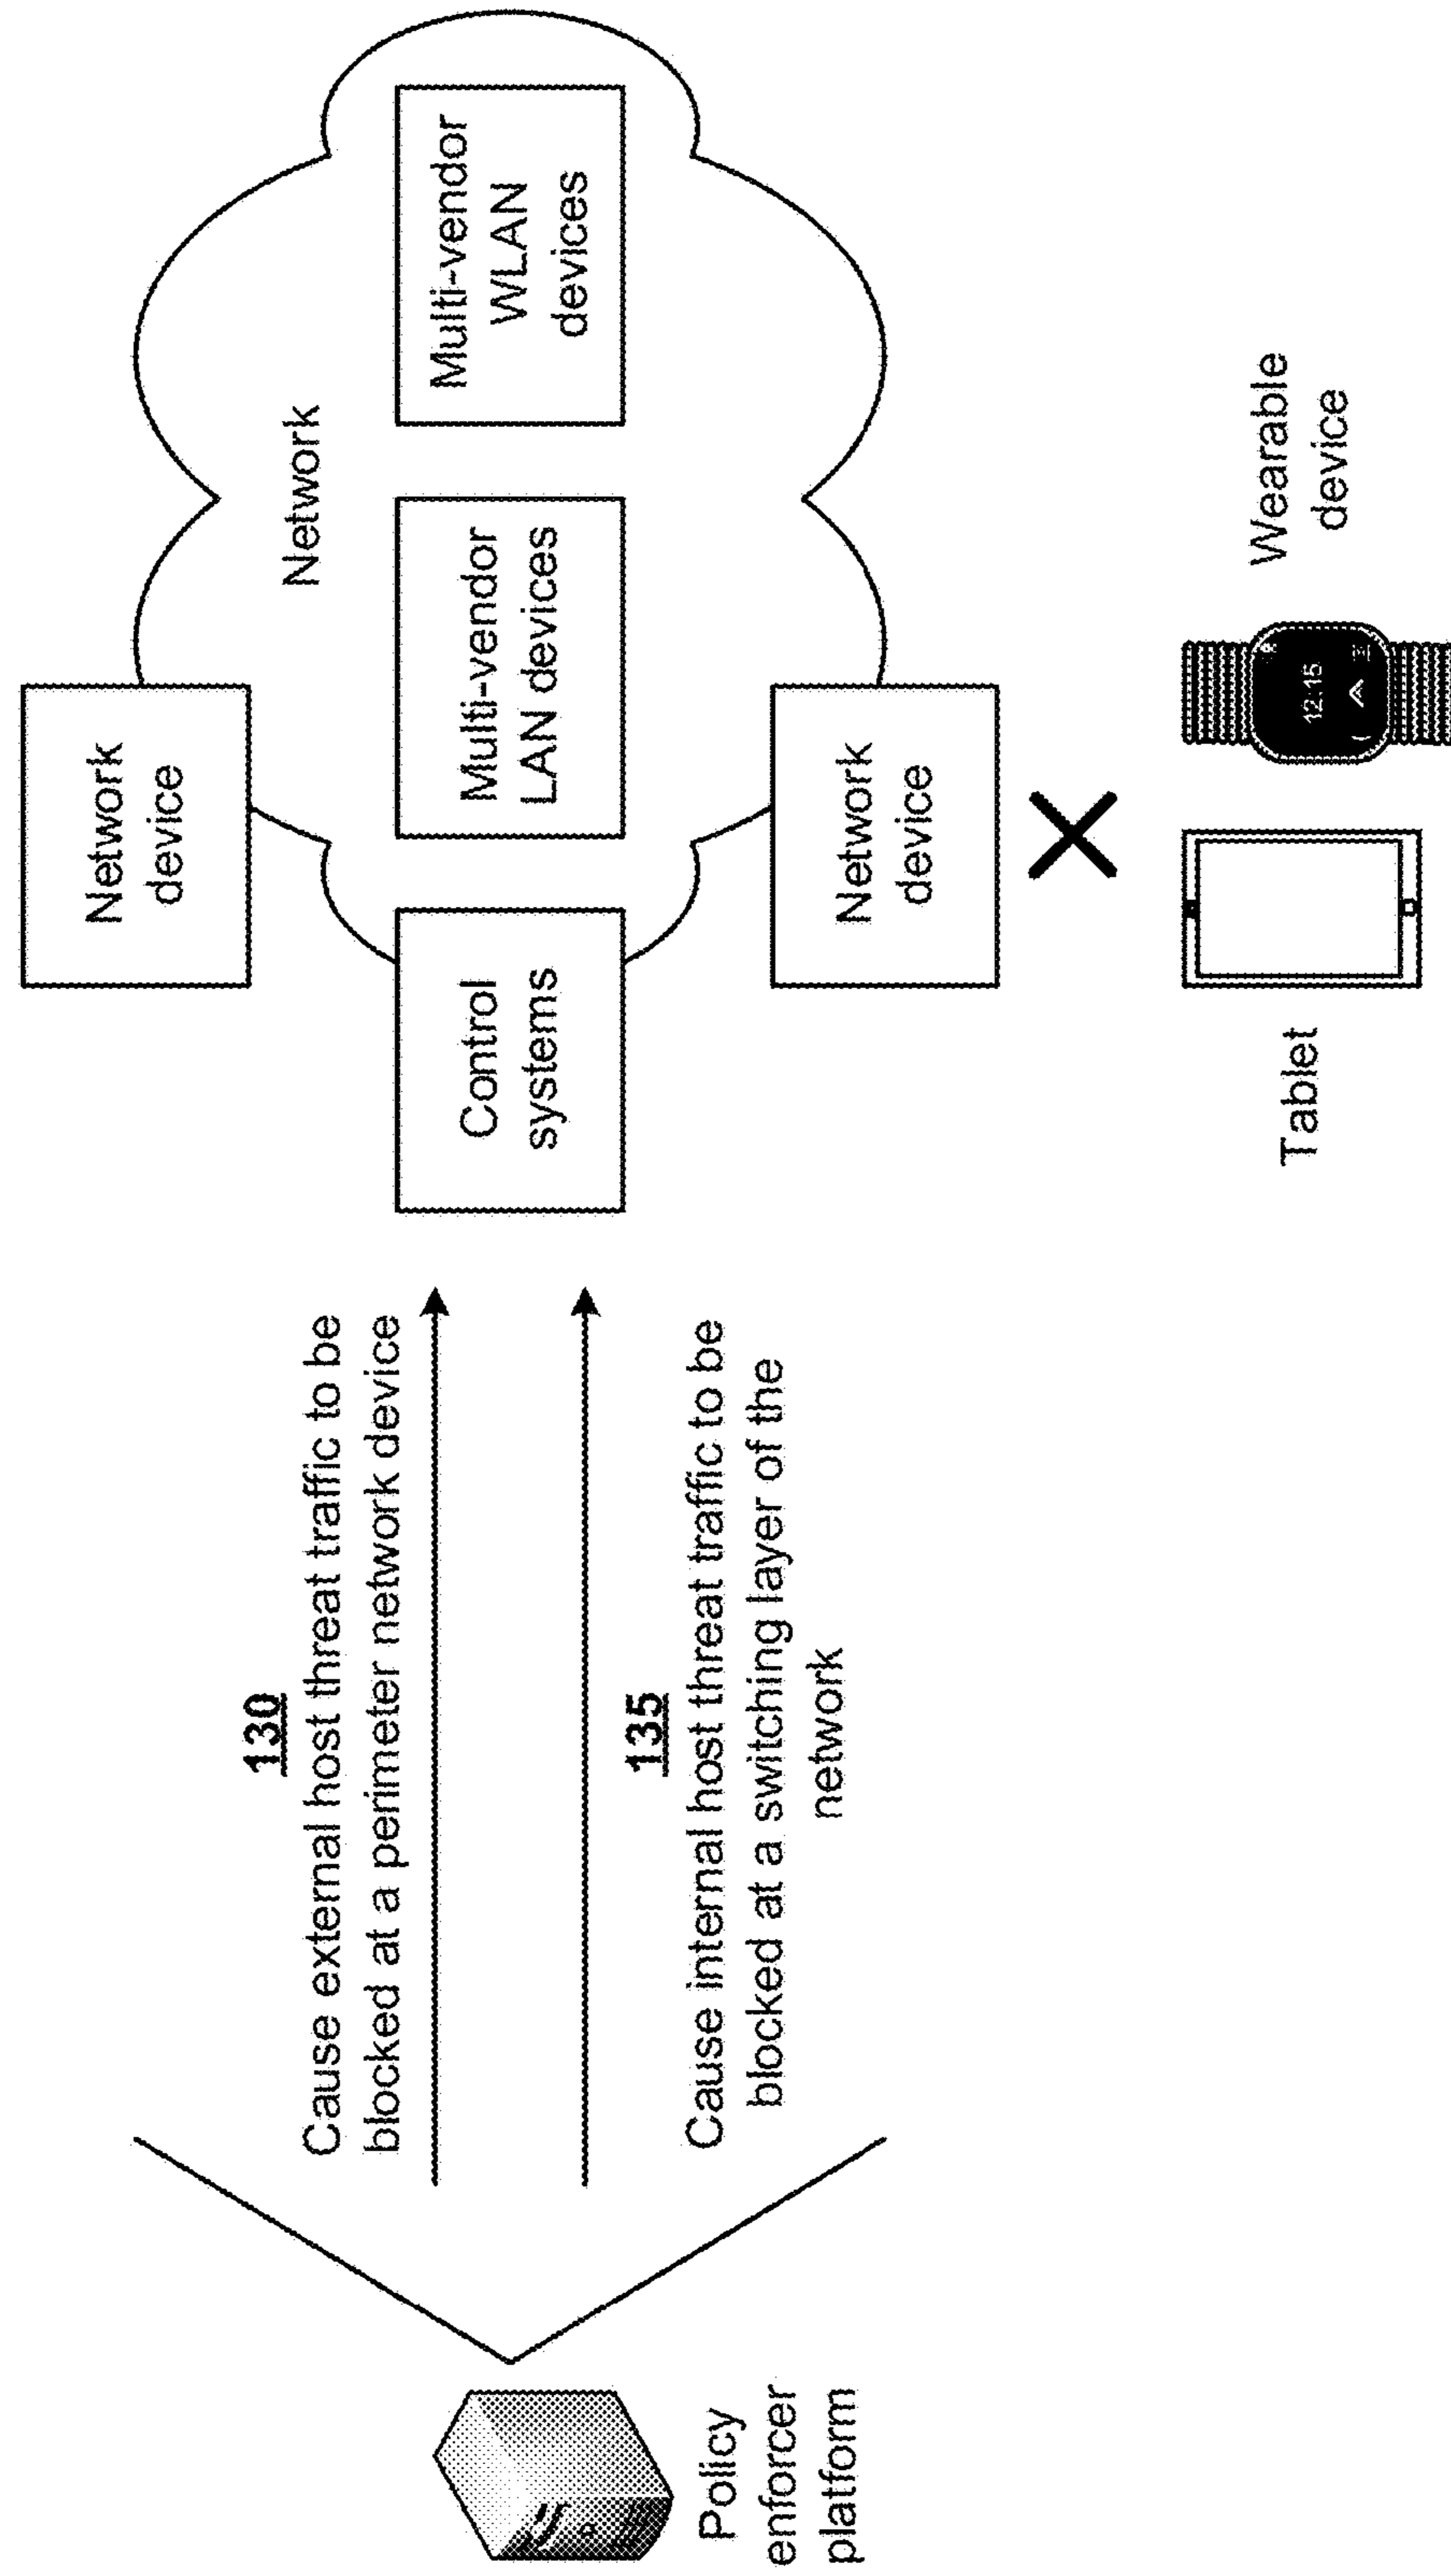 130
Cause external host threat traffic to be
blocked at a perimeter network device
135
Cause internal host threat traffic to be
blocked at a switching layer of the
network
Policy
enforcer
platform
Network
device
Network
Control
systems
Multi-vendor
LAN devices
Multi-vendor
WLAN
devices
Network
device
Tablet
12:15
Wearable
device